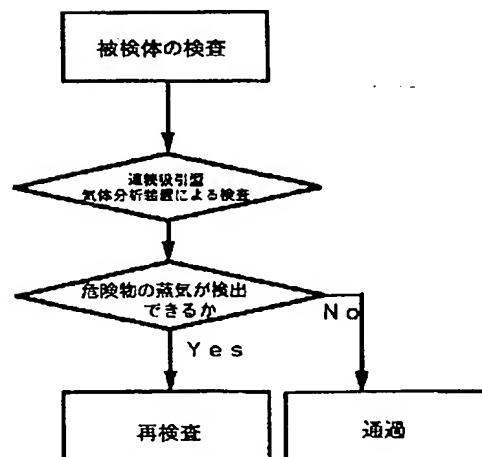 被検体の検査
連続吸引型
気体分析装置による検査
危険物の蒸気が検出
できるか
No
Yes
再検査
通過